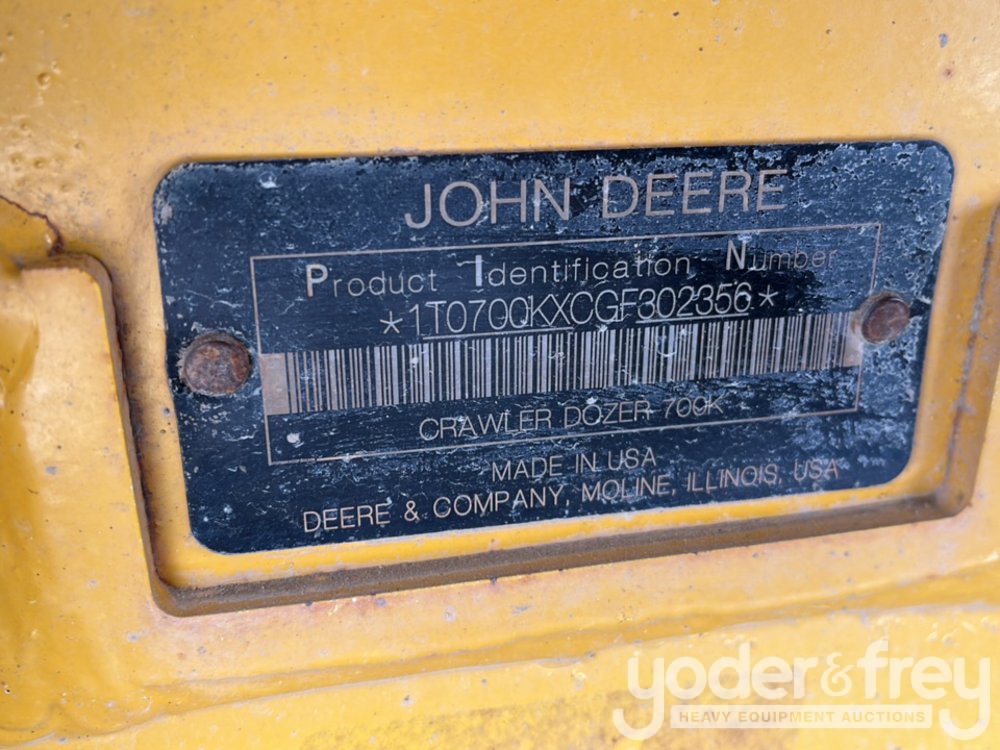 JOHN DEERE
Product Identification Number
*1T0700KXCGF302356*
CRAWLER DOZER 700K
MADE IN USA
DEERE & COMPANY, MOLINE, ILLINOIS, USA
yoder&frey
HEAVY EQUIPMENT AUCTIONS